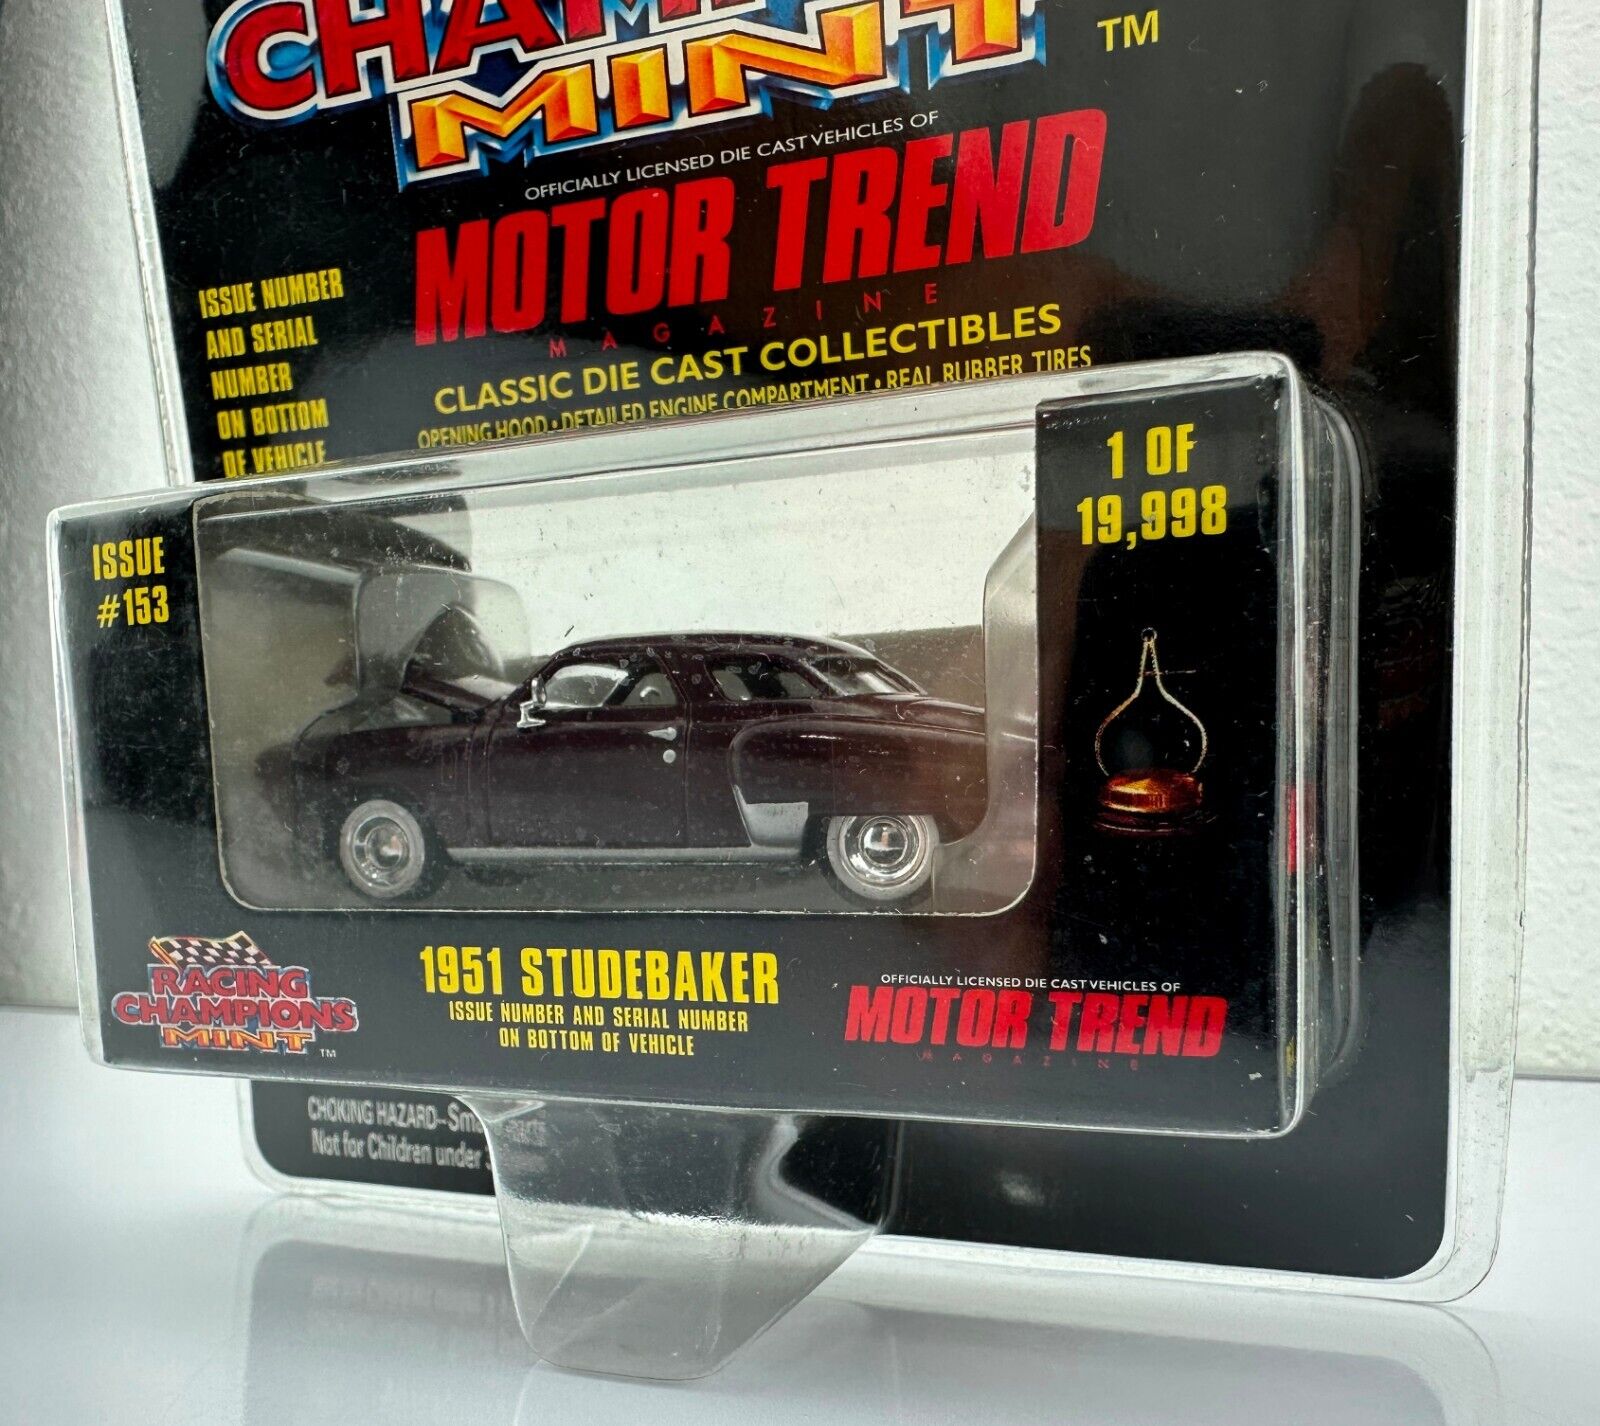 CHAMP
MINT
TM
OFFICIALLY LICENSED DIE CAST VEHICLES OF
MOTOR TREND
MAGAZINE
CLASSIC DIE CAST COLLECTIBLES
OPENING HOOD • DETAILED ENGINE COMPARTMENT • REAL RUBBER TIRES
ISSUE NUMBER
AND SERIAL
NUMBER
ON BOTTOM
OF VEHICLE
ISSUE
#153
1 OF
19,998
RACING
CHAMPIONS
MINT
TM
1951 STUDEBAKER
ISSUE NUMBER AND SERIAL NUMBER
ON BOTTOM OF VEHICLE
OFFICIALLY LICENSED DIE CAST VEHICLES OF
MOTOR TREND
MAGAZINE
CHOKING HAZARD–Small parts
Not for Children under